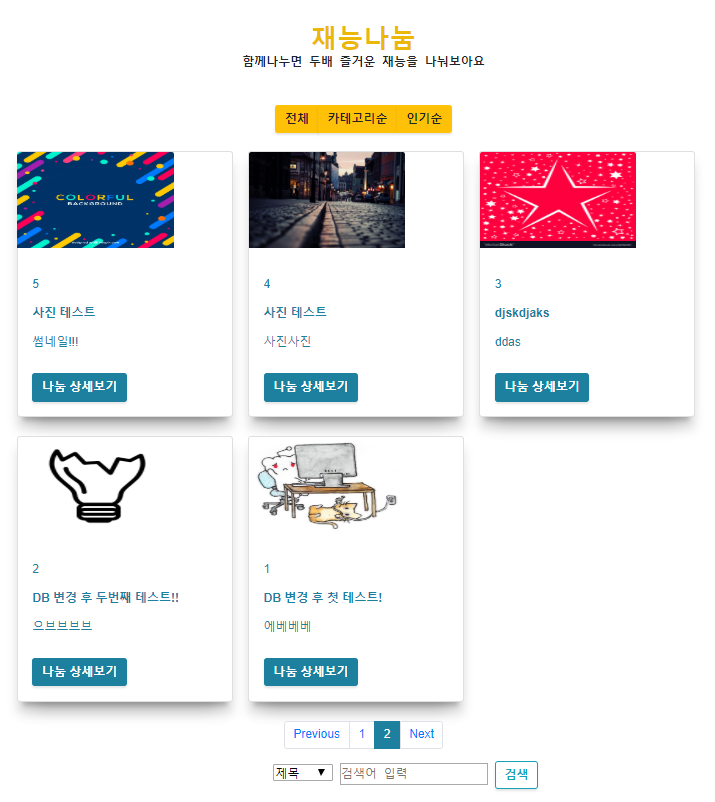 재능나눔
함께나누면 두배 즐거운 재능을 나눠보아요
전체 카테고리순 인기순
COLORFUL
BACKGROUND
5
사진 테스트
썸네일!!!
나눔 상세보기
4
사진 테스트
사진사진
나눔 상세보기
3
djskdjaks
ddas
나눔 상세보기
2
DB 변경 후 두번째 테스트!!
으브브브브
나눔 상세보기
1
DB 변경 후 첫 테스트!
에베베베
나눔 상세보기
Previous 1 2 Next
제목 ▼ 검색어 입력 검색